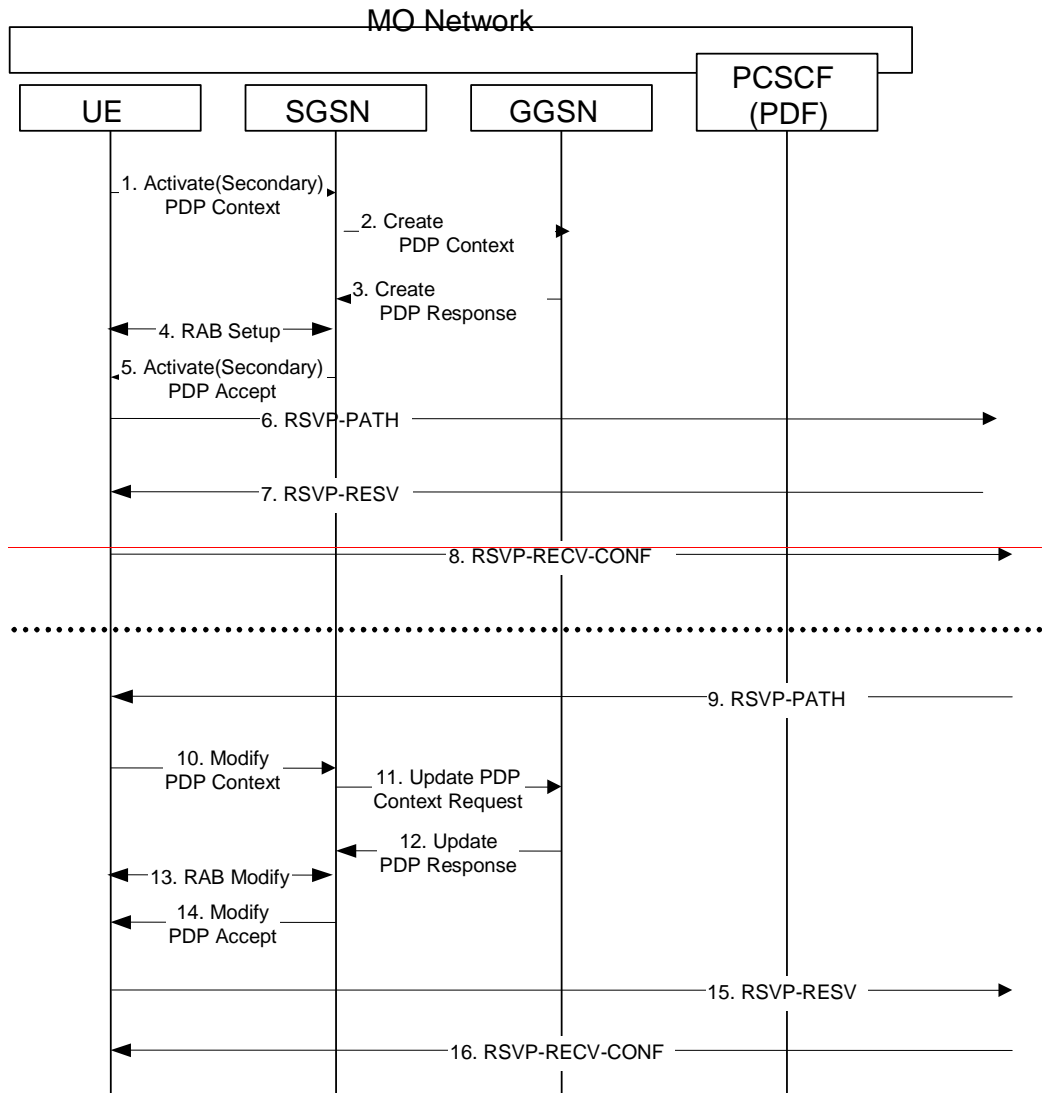 MO Network
UE
SGSN
GGSN
PCSCF
(PDF)
1. Activate(Secondary)
PDP Context
2. Create
PDP Context
3. Create
PDP Response
4. RAB Setup
5. Activate(Secondary)
PDP Accept
6. RSVP-PATH
7. RSVP-RESV
8. RSVP-RECV-CONF
9. RSVP-PATH
10. Modify
PDP Context
11. Update PDP
Context Request
12. Update
PDP Response
13. RAB Modify
14. Modify
PDP Accept
15. RSVP-RESV
16. RSVP-RECV-CONF